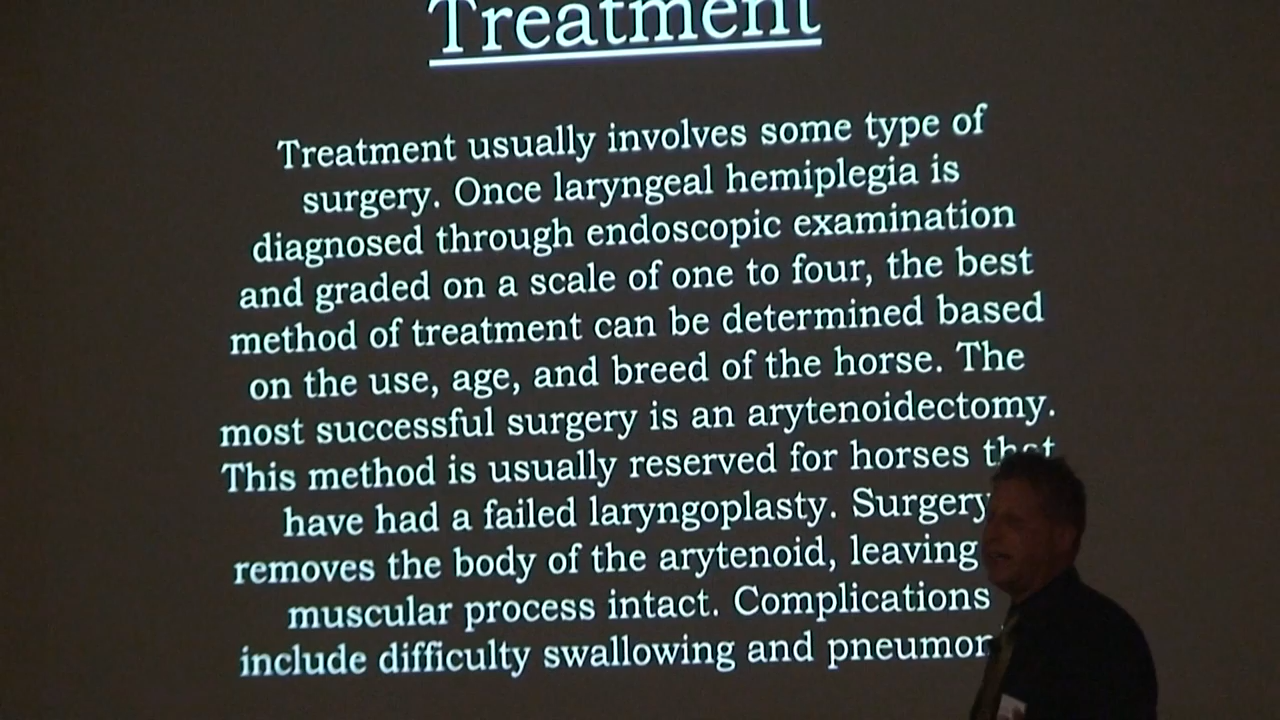 Treatment
Treatment usually involves some type of
surgery. Once laryngeal hemiplegia is
diagnosed through endoscopic examination
and graded on a scale of one to four, the best
method of treatment can be determined based
on the use, age, and breed of the horse. The
most successful surgery is an arytenoidectomy.
This method is usually reserved for horses that
have had a failed laryngoplasty. Surgery
removes the body of the arytenoid, leaving
muscular process intact. Complications
include difficulty swallowing and